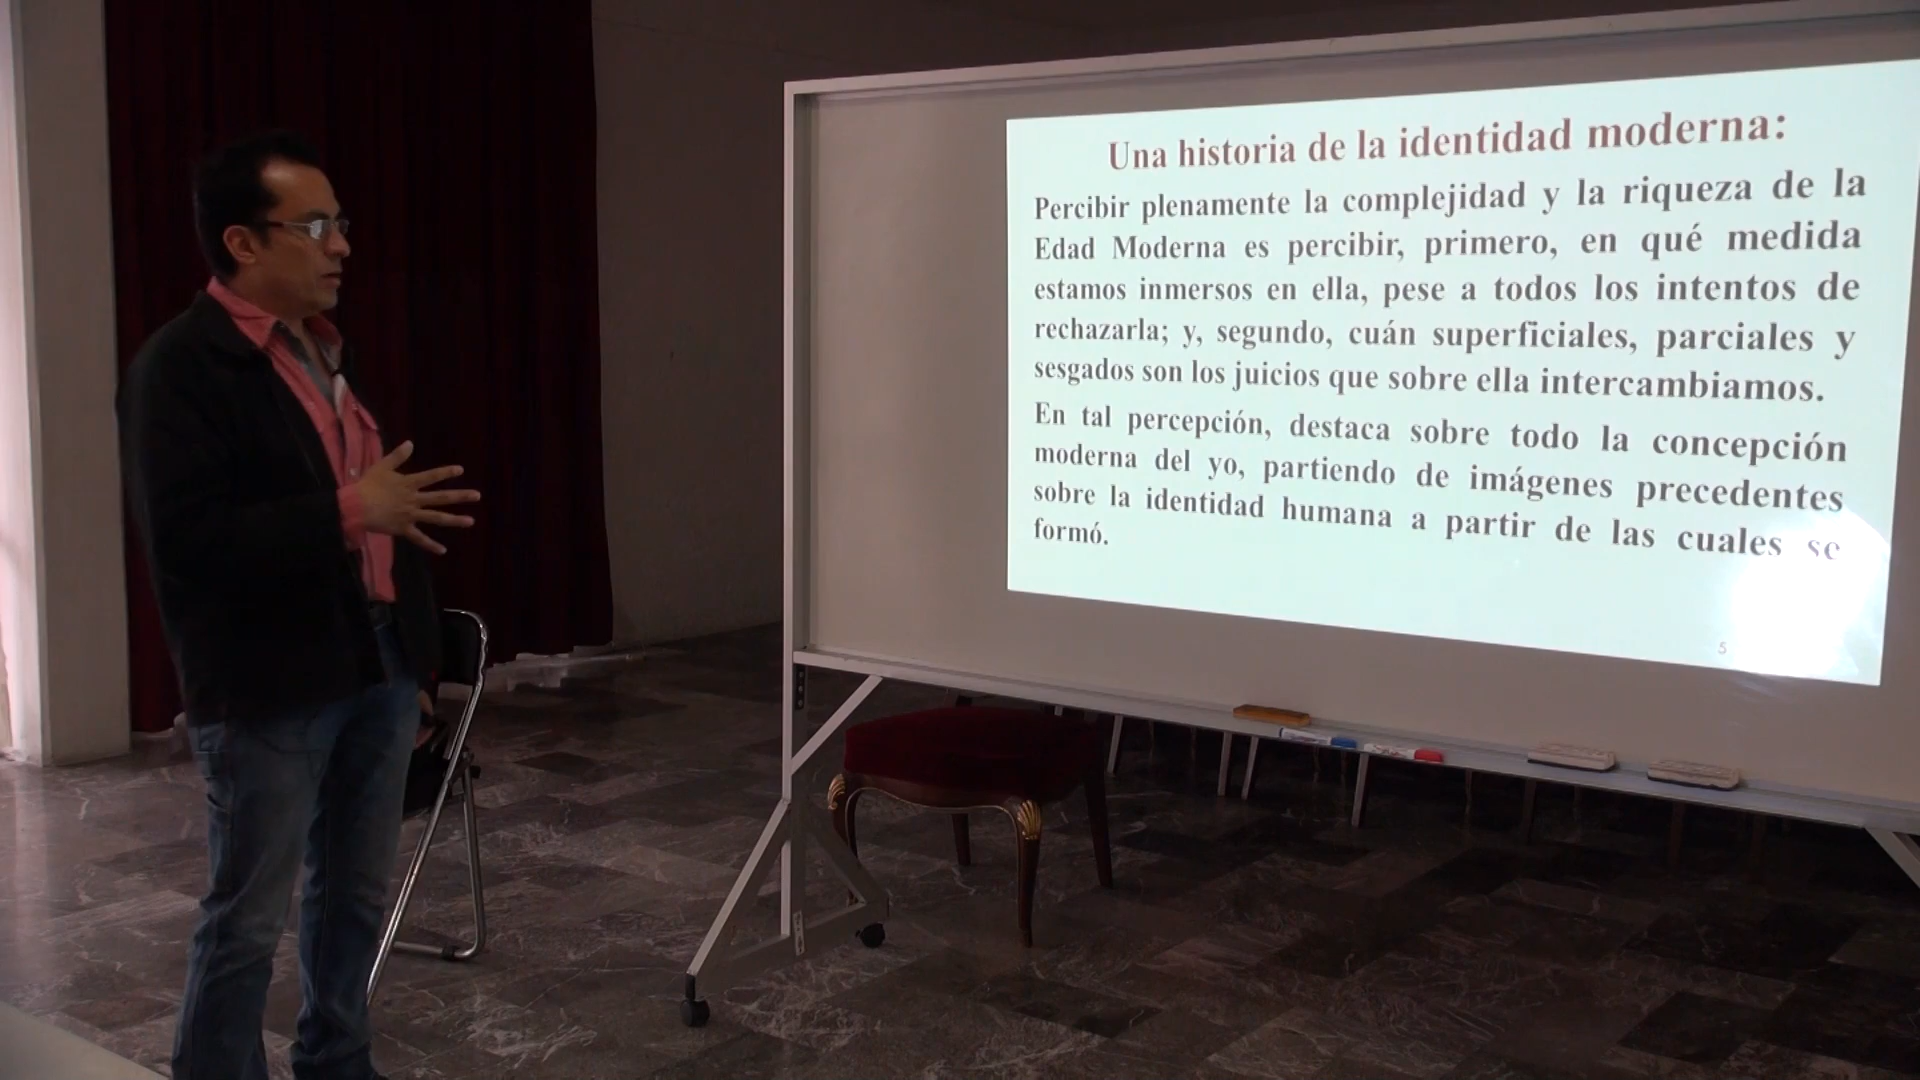 Una historia de la identidad moderna:
Percibir plenamente la complejidad y la riqueza de la
Edad Moderna es percibir, primero, en qué medida
estamos inmersos en ella, pese a todos los intentos de
rechazarla; y, segundo, cuán superficiales, parciales y
sesgados son los juicios que sobre ella intercambiamos.
En tal percepción, destaca sobre todo la concepción
moderna del yo, partiendo de imágenes precedentes
sobre la identidad humana a partir de las cuales se
formó.
5